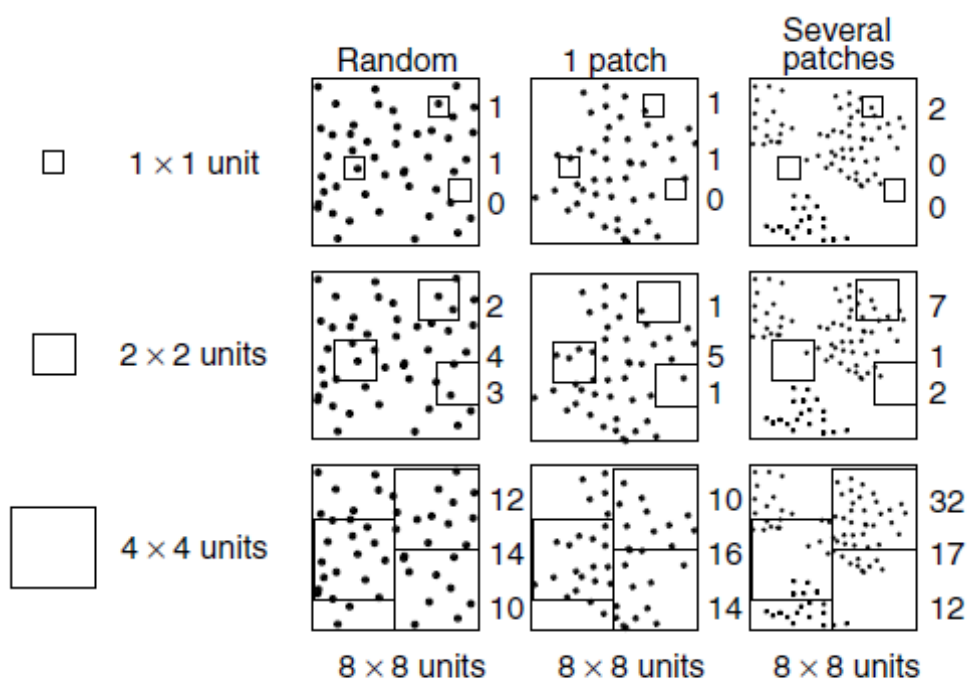 Random
1 patch
Several
patches
1 × 1 unit
1
1
0
1
1
0
2
0
0
2 × 2 units
2
4
3
1
5
1
7
1
2
4 × 4 units
12
14
10
10
16
14
32
17
12
8 × 8 units
8 × 8 units
8 × 8 units